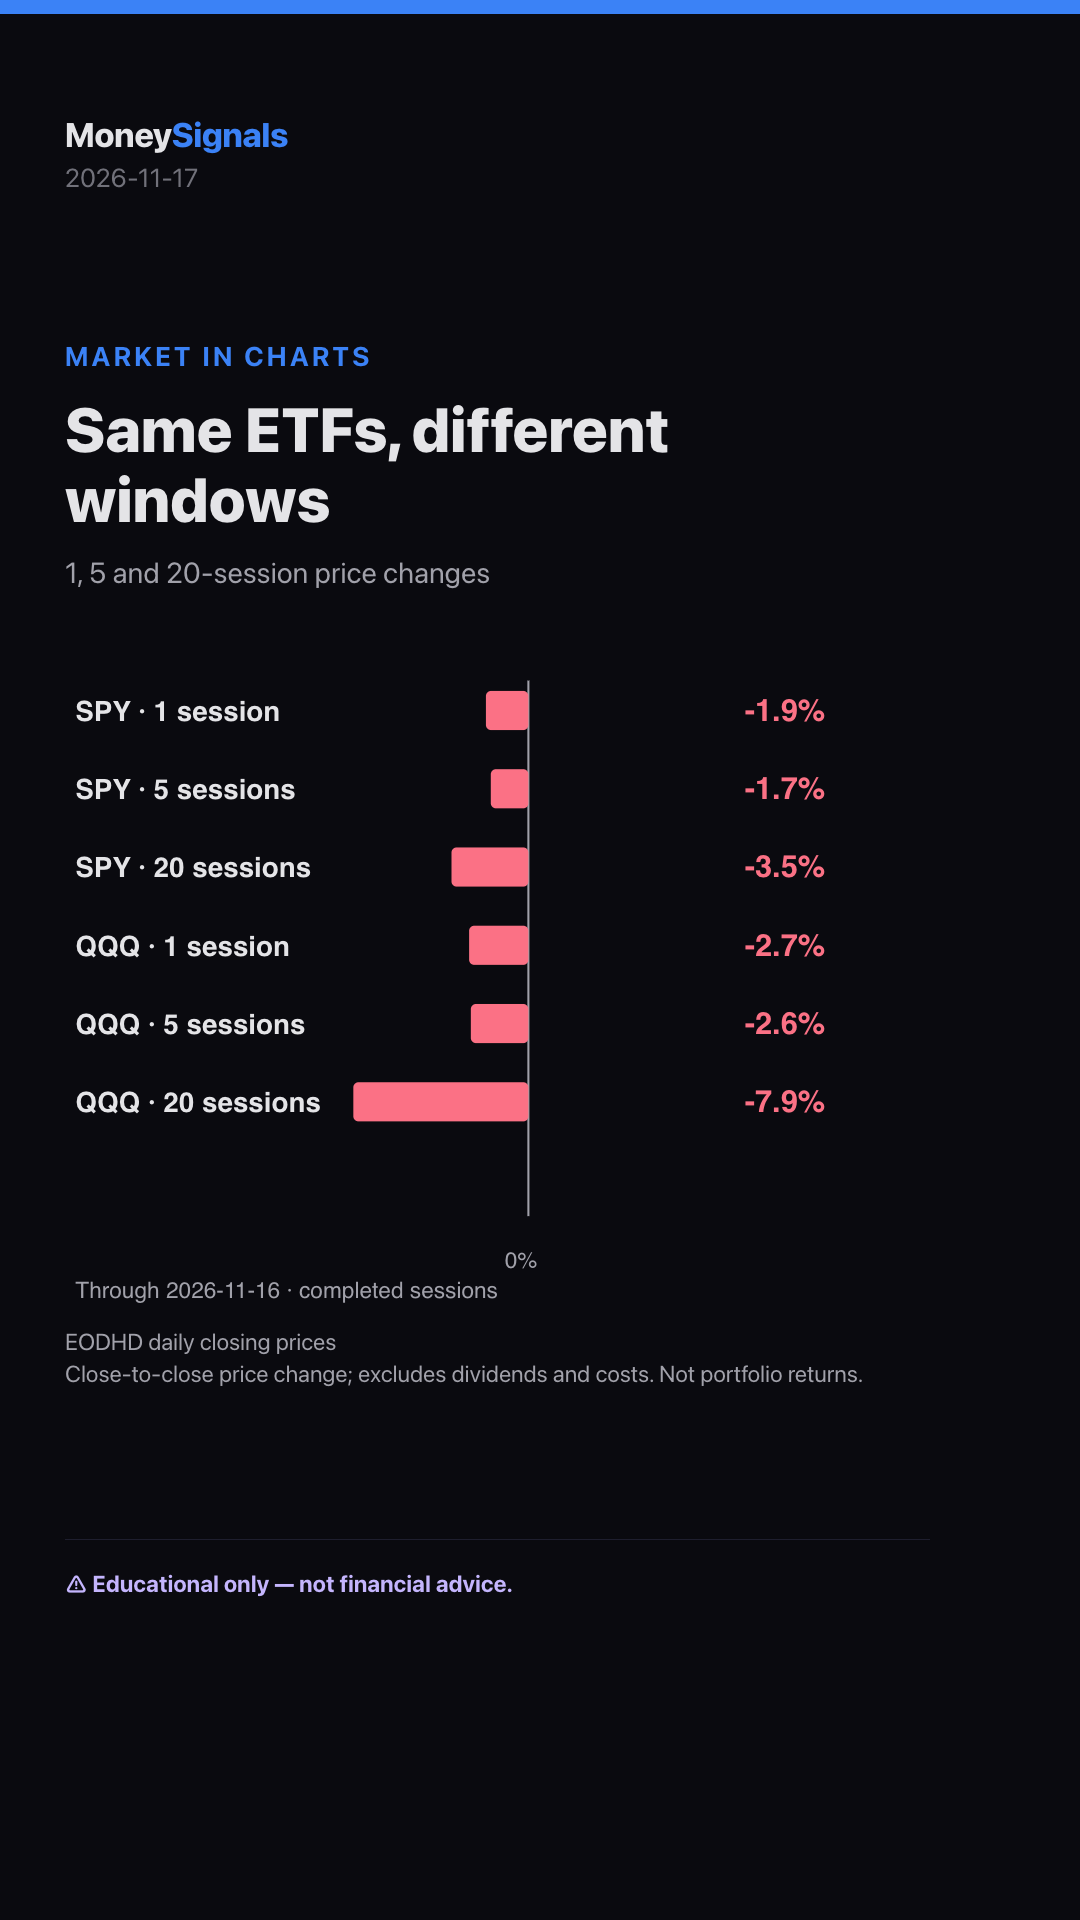 MoneySignals
2026-11-17
MARKET IN CHARTS
Same ETFs, different
windows
1, 5 and 20-session price changes
SPY · 1 session -1.9%
SPY · 5 sessions -1.7%
SPY · 20 sessions -3.5%
QQQ · 1 session -2.7%
QQQ · 5 sessions -2.6%
QQQ · 20 sessions -7.9%
0%
Through 2026-11-16 · completed sessions
EODHD daily closing prices
Close-to-close price change; excludes dividends and costs. Not portfolio returns.
⚠ Educational only — not financial advice.